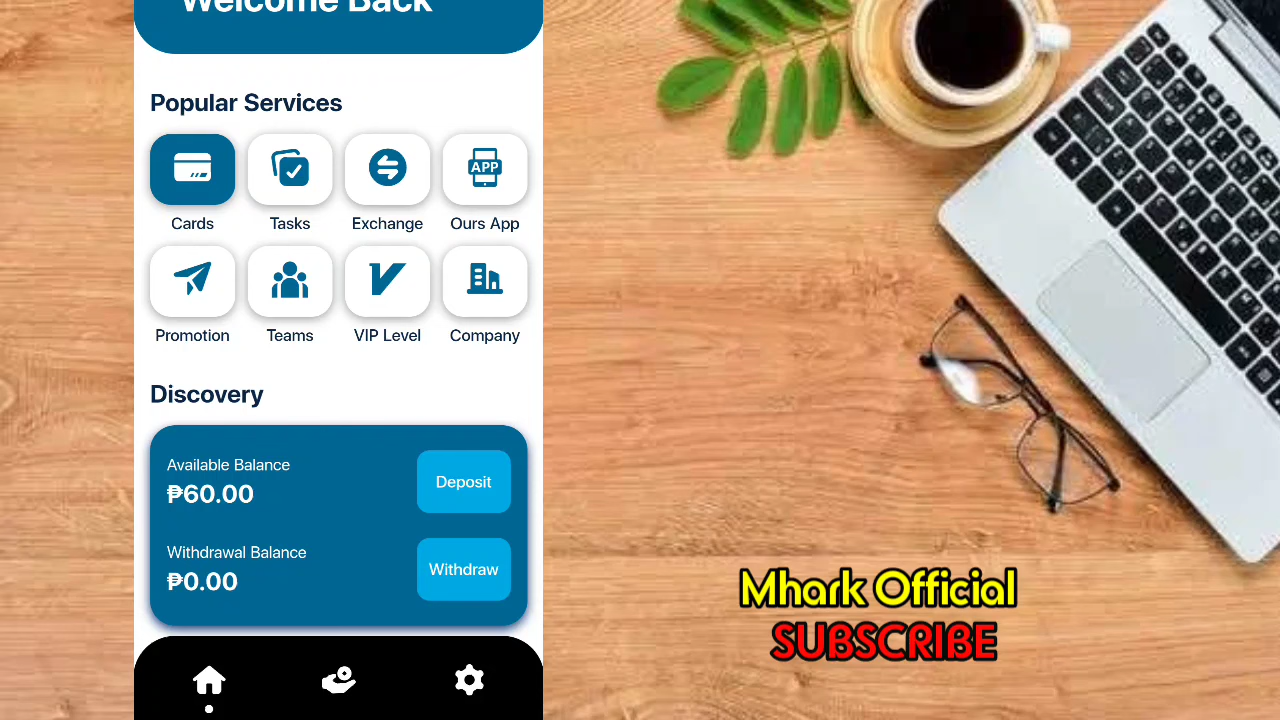 Welcome Back
Popular Services
Cards
Tasks
Exchange
APP
Ours App
Promotion
Teams
VIP Level
Company
Discovery
Available Balance
₱60.00
Deposit
Withdrawal Balance
₱0.00
Withdraw
Mhark Official
SUBSCRIBE